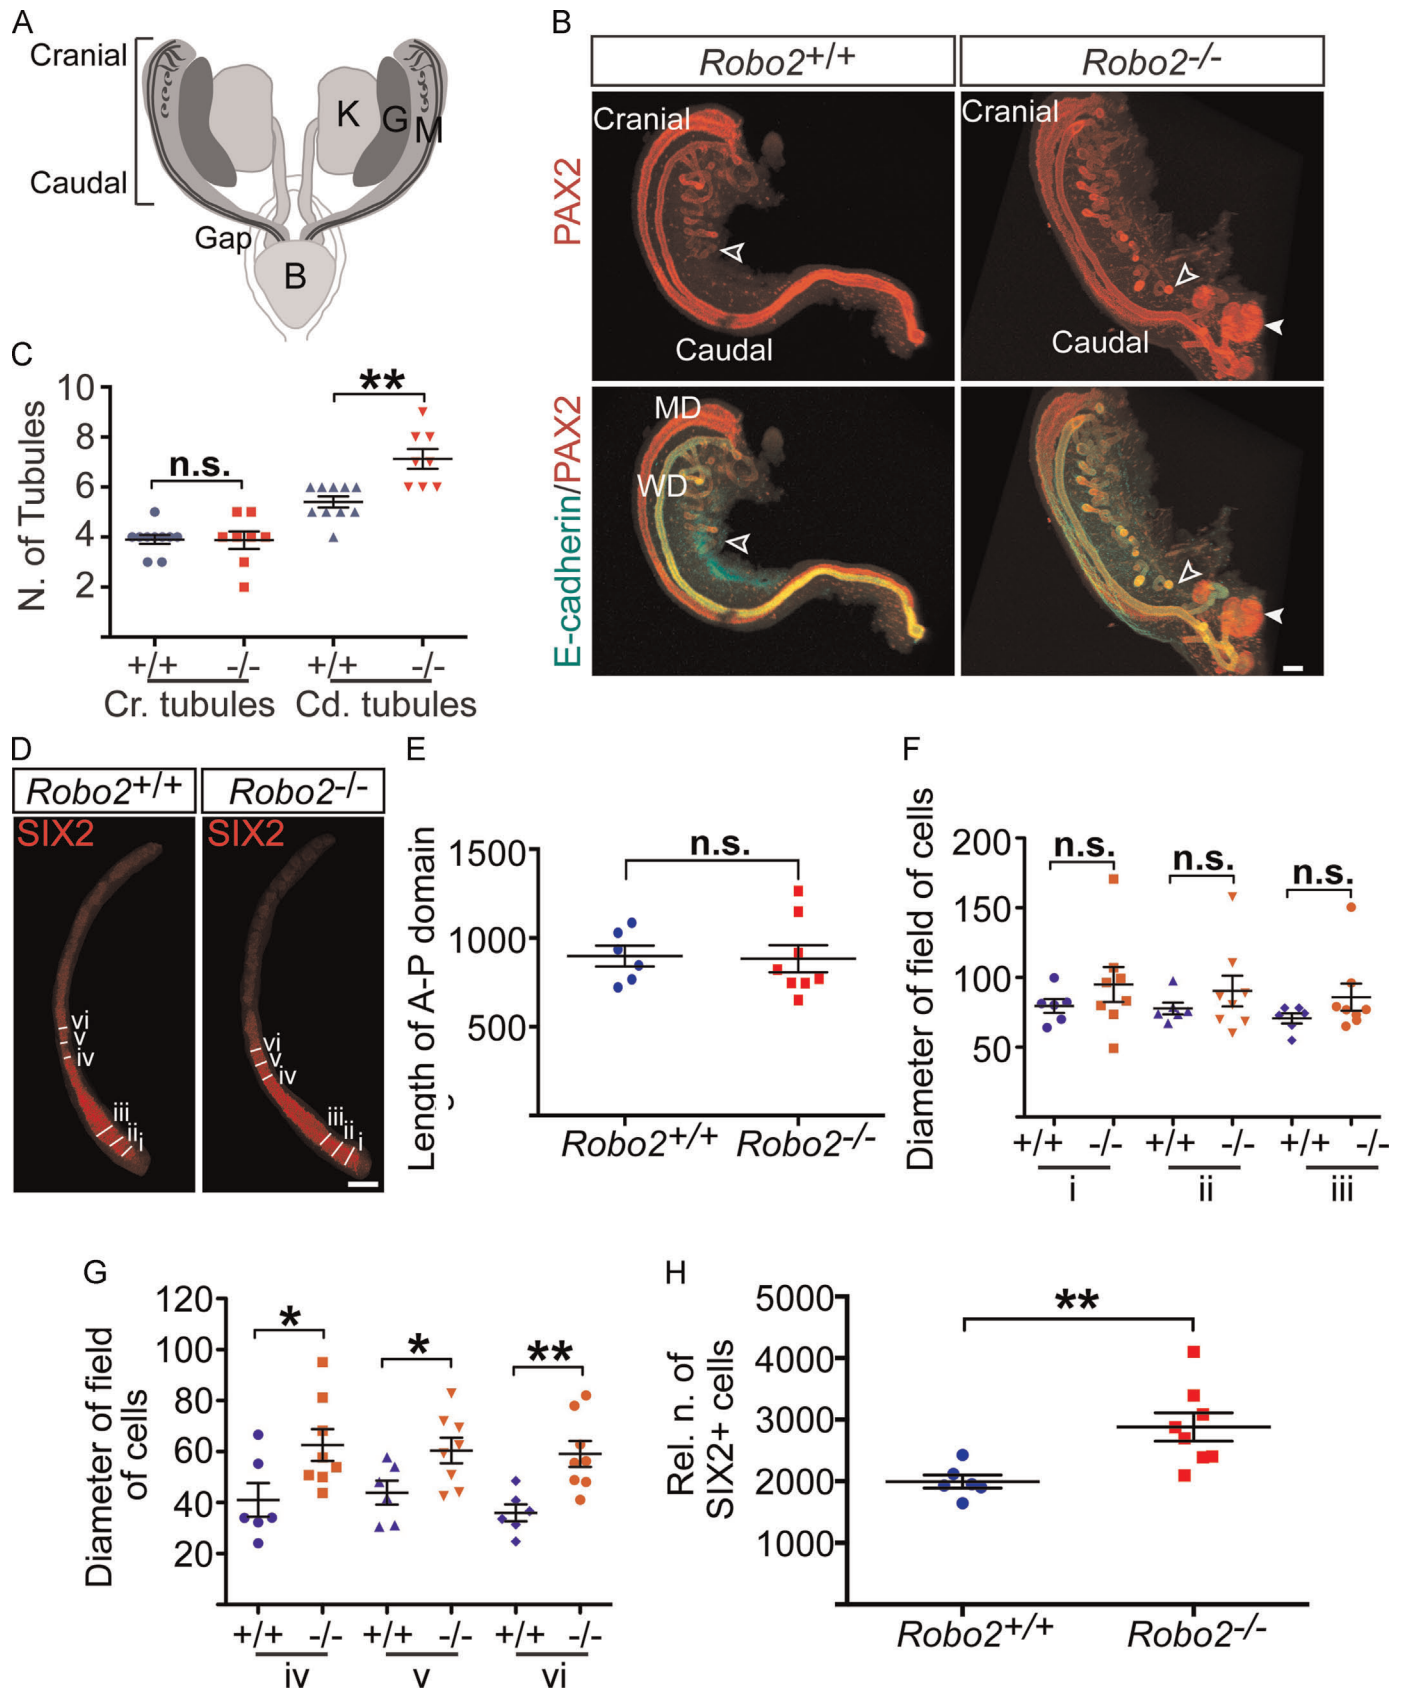 A
Cranial
Caudal
Gap
K
G
M
B
B
Robo2+/+
Robo2-/-
PAX2
Cranial
Caudal
Cranial
Caudal
E-cadherin/PAX2
MD
WD
C
N. of Tubules
10
8
6
4
2
n.s.
**
+/+
-/-
+/+
-/-
Cr. tubules
Cd. tubules
D
Robo2+/+
Robo2-/-
SIX2
SIX2
vi
v
iv
iii
ii
i
vi
v
iv
iii
ii
i
E
Length of A-P domain
1500
1000
500
n.s.
Robo2+/+
Robo2-/-
F
Diameter of field of cells
200
150
100
50
n.s.
n.s.
n.s.
+/+
-/-
+/+
-/-
+/+
-/-
i
ii
iii
G
Diameter of field
of cells
120
100
80
60
40
20
*
*
**
+/+
-/-
+/+
-/-
+/+
-/-
iv
v
vi
H
Rel. n. of
SIX2+ cells
5000
4000
3000
2000
1000
**
Robo2+/+
Robo2-/-